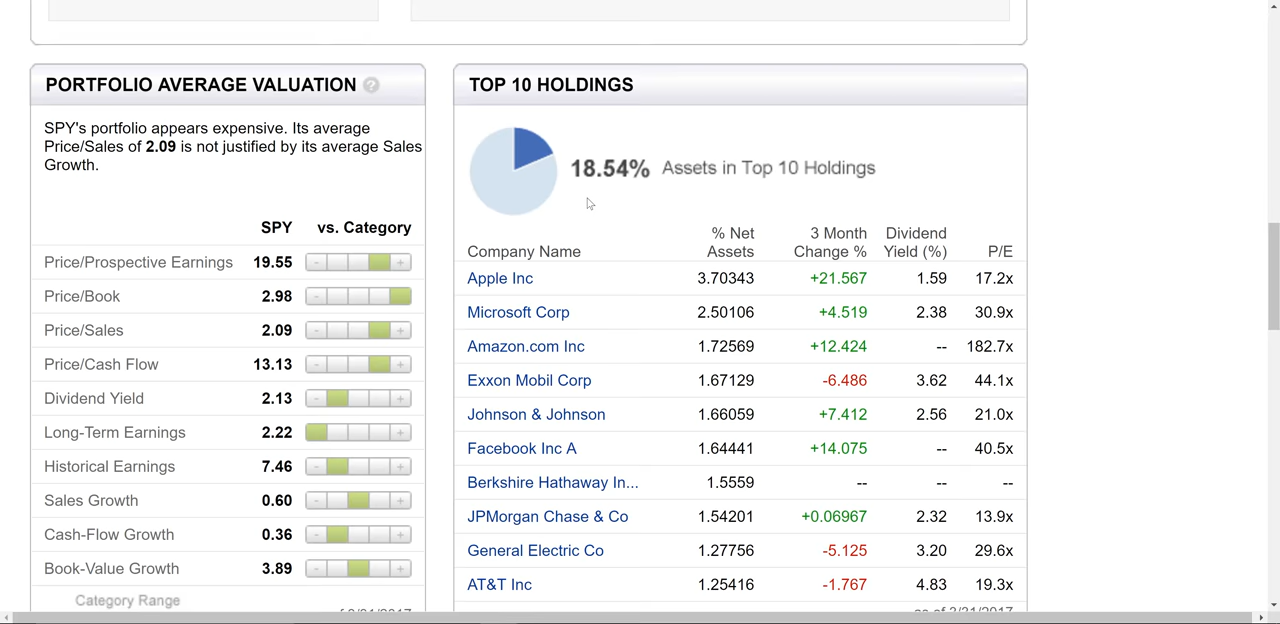 PORTFOLIO AVERAGE VALUATION ?
SPY's portfolio appears expensive. Its average
Price/Sales of 2.09 is not justified by its average Sales
Growth.
SPY vs. Category
Price/Prospective Earnings 19.55 - +
Price/Book 2.98 -
Price/Sales 2.09 - +
Price/Cash Flow 13.13 - +
Dividend Yield 2.13 - +
Long-Term Earnings 2.22 +
Historical Earnings 7.46 - +
Sales Growth 0.60 - +
Cash-Flow Growth 0.36 - +
Book-Value Growth 3.89 - +
Category Range
TOP 10 HOLDINGS
18.54% Assets in Top 10 Holdings
% Net 3 Month Dividend
Company Name Assets Change % Yield (%) P/E
Apple Inc 3.70343 +21.567 1.59 17.2x
Microsoft Corp 2.50106 +4.519 2.38 30.9x
Amazon.com Inc 1.72569 +12.424 -- 182.7x
Exxon Mobil Corp 1.67129 -6.486 3.62 44.1x
Johnson & Johnson 1.66059 +7.412 2.56 21.0x
Facebook Inc A 1.64441 +14.075 -- 40.5x
Berkshire Hathaway In... 1.5559 -- -- --
JPMorgan Chase & Co 1.54201 +0.06967 2.32 13.9x
General Electric Co 1.27756 -5.125 3.20 29.6x
AT&T Inc 1.25416 -1.767 4.83 19.3x